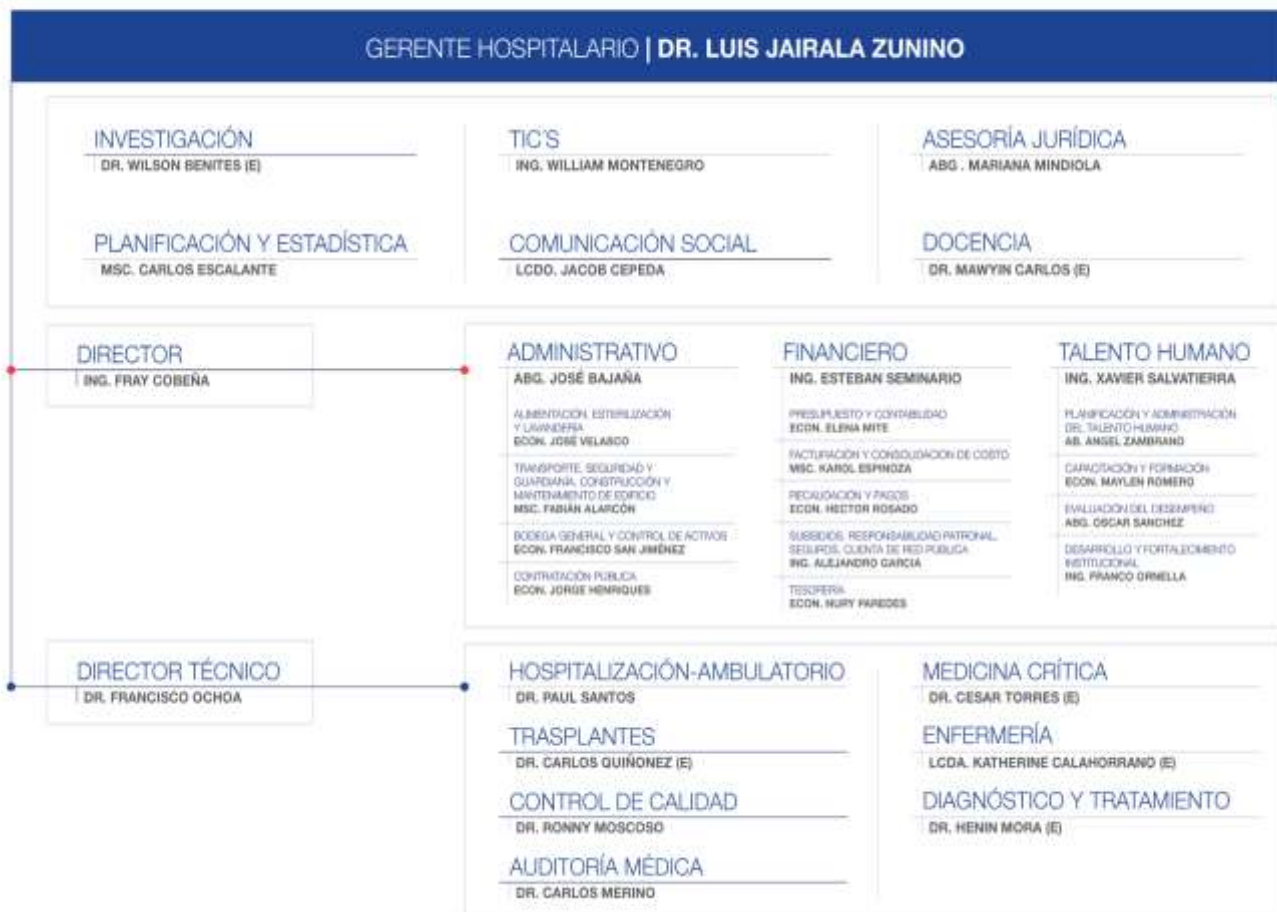 GERENTE HOSPITALARIO | DR. LUIS JAIRALA ZUNINO
INVESTIGACIÓN
DR. WILSON BENITES (E)
TIC´S
ING. WILLIAM MONTENEGRO
ASESORÍA JURÍDICA
ABG . MARIANA MINDIOLA
PLANIFICACIÓN Y ESTADÍSTICA
MSC. CARLOS ESCALANTE
COMUNICACIÓN SOCIAL
LCDO. JACOB CEPEDA
DOCENCIA
DR. MAWYIN CARLOS (E)
DIRECTOR
ING. FRAY COBEÑA
ADMINISTRATIVO
ABG. JOSÉ BAJAÑA
ALIMENTACIÓN, ESTERILIZACIÓN
Y LAVANDERÍA
ECON. JOSÉ VELASCO
TRANSPORTE, SEGURIDAD Y
GUARDIANÍA, CONSTRUCCIÓN Y
MANTENIMIENTO DE EDIFICIO
MSC. FABIÁN ALARCÓN
BODEGA GENERAL Y CONTROL DE ACTIVOS
ECON. FRANCISCO SAN JIMÉNEZ
CONTRATACIÓN PÚBLICA
ECON. JORGE HENRIQUES
FINANCIERO
ING. ESTEBAN SEMINARIO
PRESUPUESTO Y CONTABILIDAD
ECON. ELENA MITE
FACTURACIÓN Y CONSOLIDACION DE COSTO
MSC. KAROL ESPINOZA
RECAUDACIÓN Y PAGOS
ECON. HECTOR ROSADO
SUBSIDIOS, RESPONSABILIDAD PATRONAL,
SEGUROS, CUENTA DE RED PÚBLICA
ING. ALEJANDRO GARCIA
TESORERÍA
ECON. NURY PAREDES
TALENTO HUMANO
ING. XAVIER SALVATIERRA
PLANIFICACIÓN Y ADMINISTRACIÓN
DEL TALENTO HUMANO
AB. ANGEL ZAMBRANO
CAPACITACIÓN Y FORMACIÓN
ECON. MAYLEN ROMERO
EVALUACIÓN DEL DESEMPEÑO
ABG. OSCAR SANCHEZ
DESARROLLO Y FORTALECIMIENTO
INSTITUCIONAL
ING. FRANCO ORNELLA
DIRECTOR TÉCNICO
DR. FRANCISCO OCHOA
HOSPITALIZACIÓN-AMBULATORIO
DR. PAUL SANTOS
MEDICINA CRÍTICA
DR. CESAR TORRES (E)
TRASPLANTES
DR. CARLOS QUIÑONEZ (E)
ENFERMERÍA
LCDA. KATHERINE CALAHORRANO (E)
CONTROL DE CALIDAD
DR. RONNY MOSCOSO
DIAGNÓSTICO Y TRATAMIENTO
DR. HENIN MORA (E)
AUDITORÍA MÉDICA
DR. CARLOS MERINO